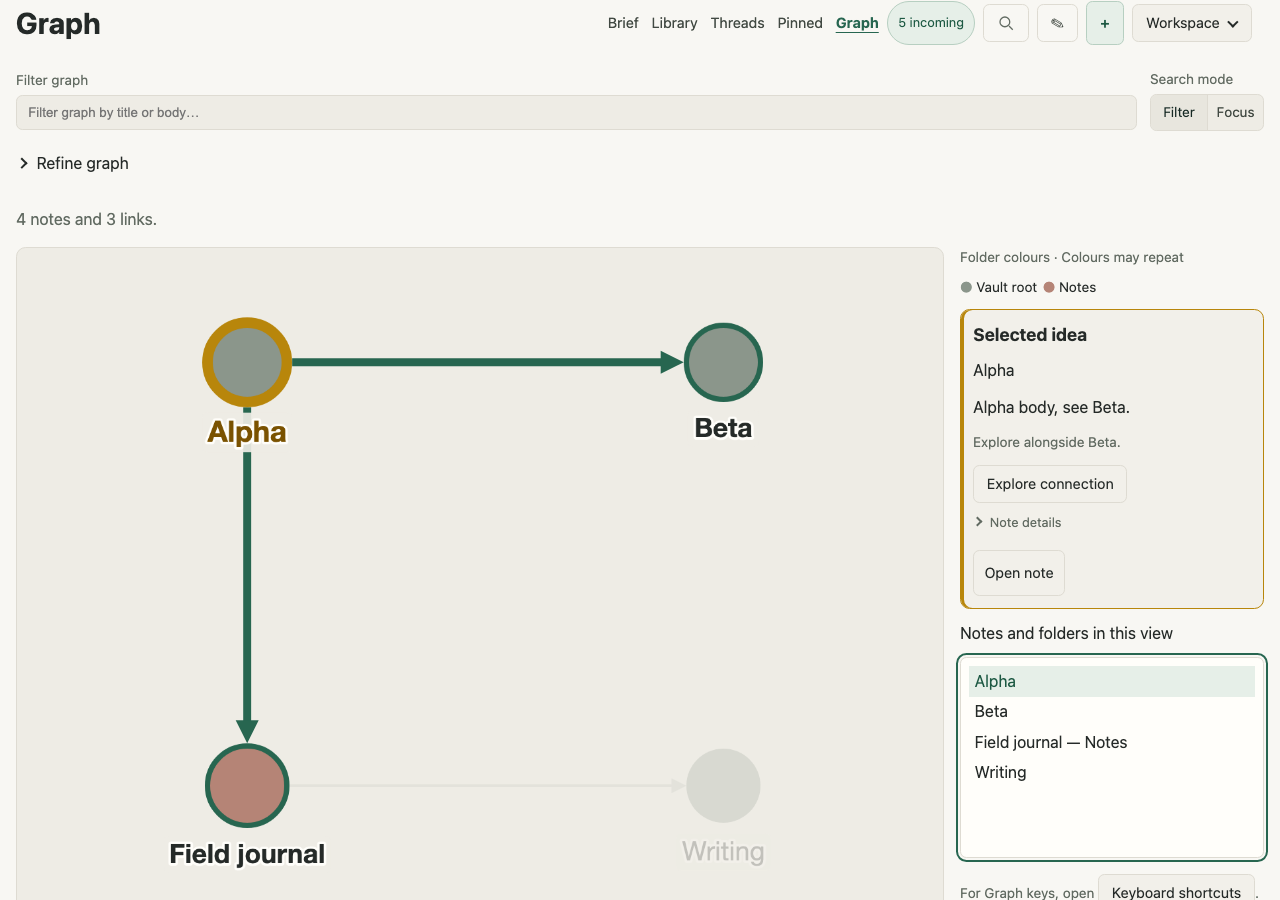 Graph
Brief Library Threads Pinned Graph 5 incoming ✎ + Workspace
Filter graph
Search mode
Filter graph by title or body…
Filter Focus
Refine graph
4 notes and 3 links.
Folder colours · Colours may repeat
Vault root Notes
Selected idea
Alpha
Alpha body, see Beta.
Explore alongside Beta.
Explore connection
Note details
Open note
Alpha
Beta
Field journal
Writing
Notes and folders in this view
Alpha
Beta
Field journal — Notes
Writing
For Graph keys, open Keyboard shortcuts .